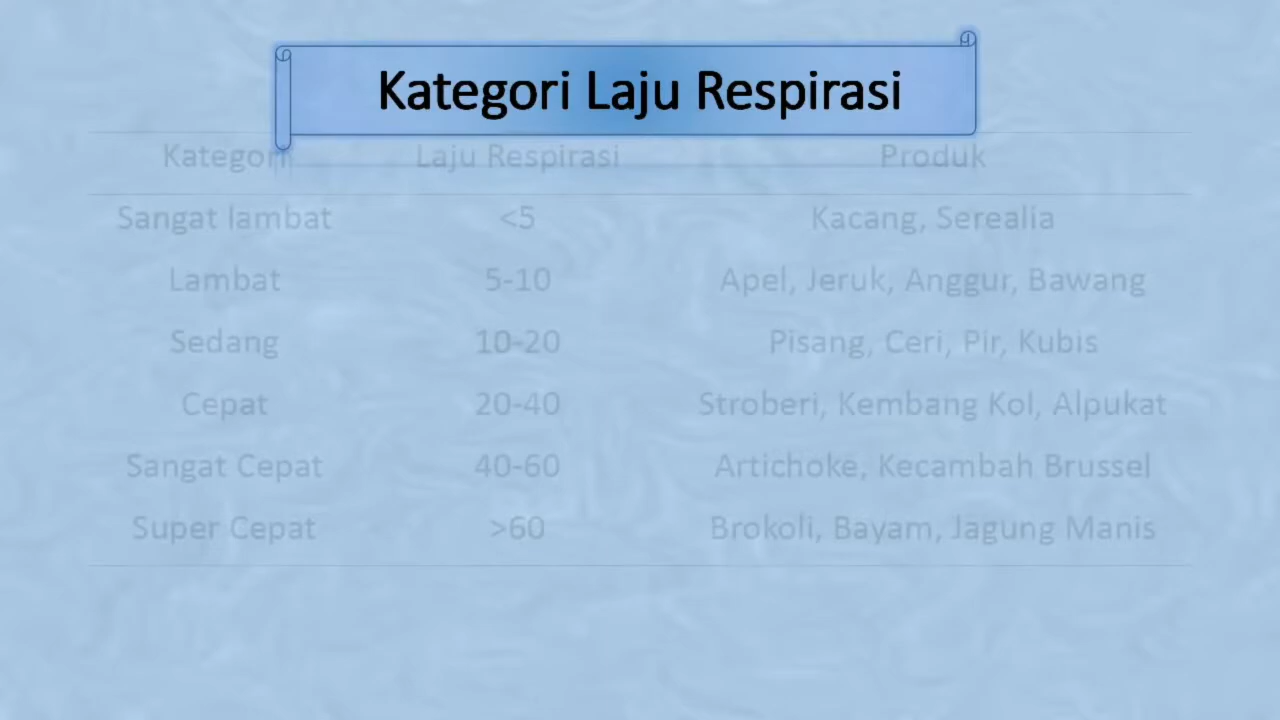 Kategori Laju Respirasi
Kategori Laju Respirasi Produk
Sangat lambat <5 Kacang, Serealia
Lambat 5-10 Apel, Jeruk, Anggur, Bawang
Sedang 10-20 Pisang, Ceri, Pir, Kubis
Cepat 20-40 Stroberi, Kembang Kol, Alpukat
Sangat Cepat 40-60 Artichoke, Kecambah Brussel
Super Cepat >60 Brokoli, Bayam, Jagung Manis